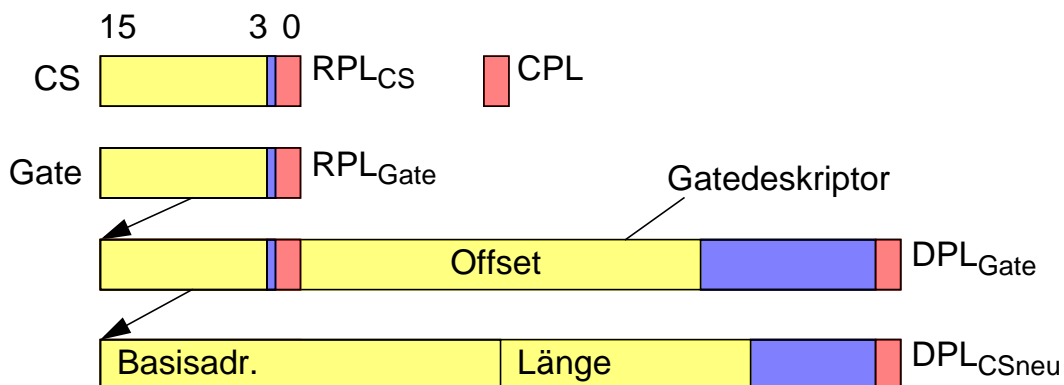 15 3 0
CS RPLCS CPL
Gate RPLGate
Gatedeskriptor
Offset DPLGate
Basisadr. Länge DPLCSneu